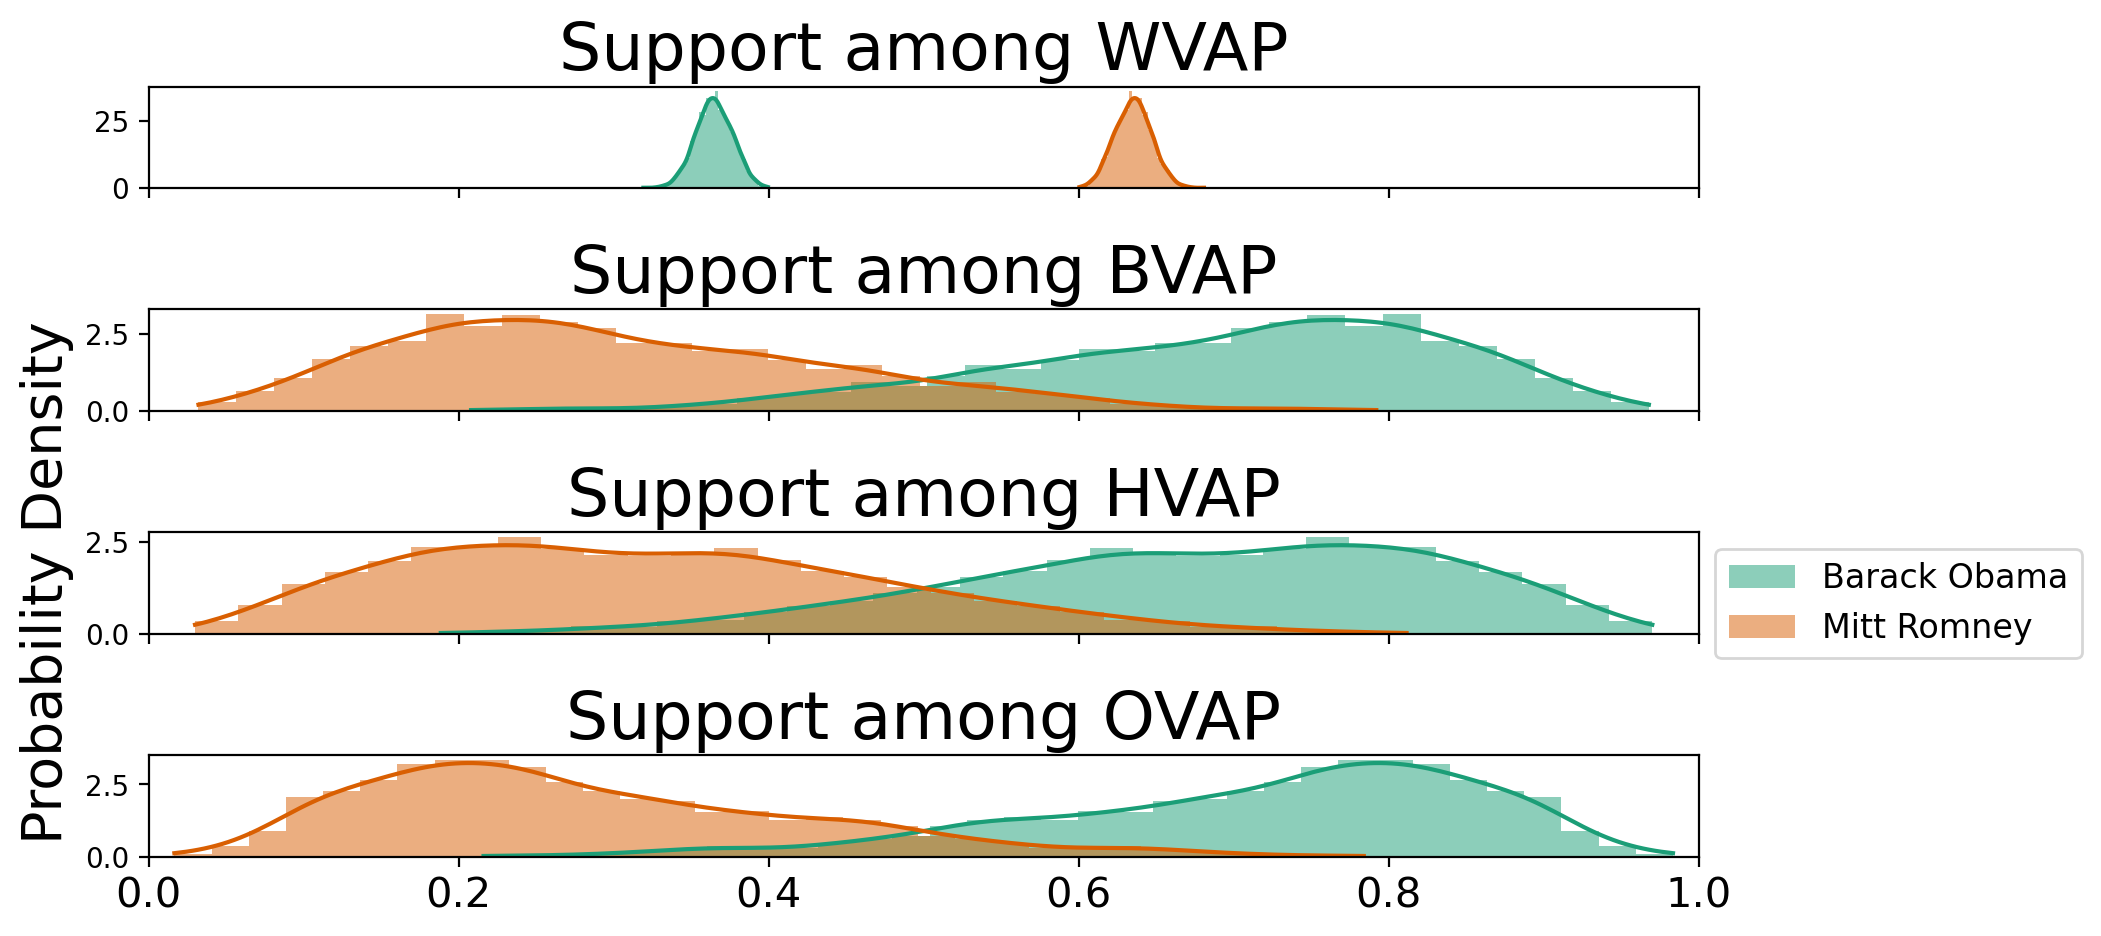 Support among WVAP
25
0
Support among BVAP
2.5
0.0
Support among HVAP
2.5
0.0
Support among OVAP
2.5
0.0
0.0 0.2 0.4 0.6 0.8 1.0
Probability Density
Barack Obama
Mitt Romney